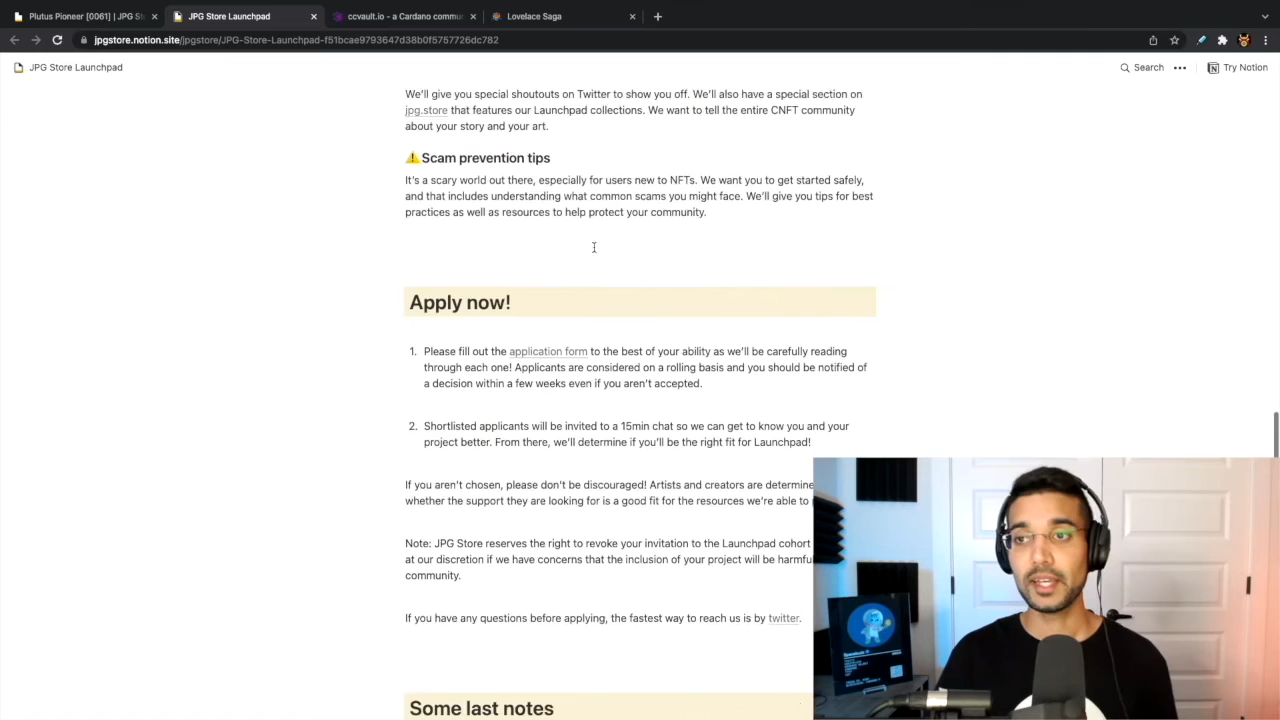 Plutus Pioneer [0061] | JPG St
JPG Store Launchpad
ccvault.io - a Cardano commu
Lovelace Saga
jpgstore.notion.site/jpgstore/JPG-Store-Launchpad-f51bcae9793647d38b0f5757726dc782
JPG Store Launchpad
Search
Try Notion
We'll give you special shoutouts on Twitter to show you off. We'll also have a special section on
jpg.store that features our Launchpad collections. We want to tell the entire CNFT community
about your story and your art.
⚠️Scam prevention tips
It's a scary world out there, especially for users new to NFTs. We want you to get started safely,
and that includes understanding what common scams you might face. We'll give you tips for best
practices as well as resources to help protect your community.
Apply now!
1. Please fill out the application form to the best of your ability as we'll be carefully reading
through each one! Applicants are considered on a rolling basis and you should be notified of
a decision within a few weeks even if you aren't accepted.
2. Shortlisted applicants will be invited to a 15min chat so we can get to know you and your
project better. From there, we'll determine if you'll be the right fit for Launchpad!
If you aren't chosen, please don't be discouraged! Artists and creators are determine
whether the support they are looking for is a good fit for the resources we're able to
Note: JPG Store reserves the right to revoke your invitation to the Launchpad cohort
at our discretion if we have concerns that the inclusion of your project will be harmfu
community.
If you have any questions before applying, the fastest way to reach us is by twitter.
Some last notes